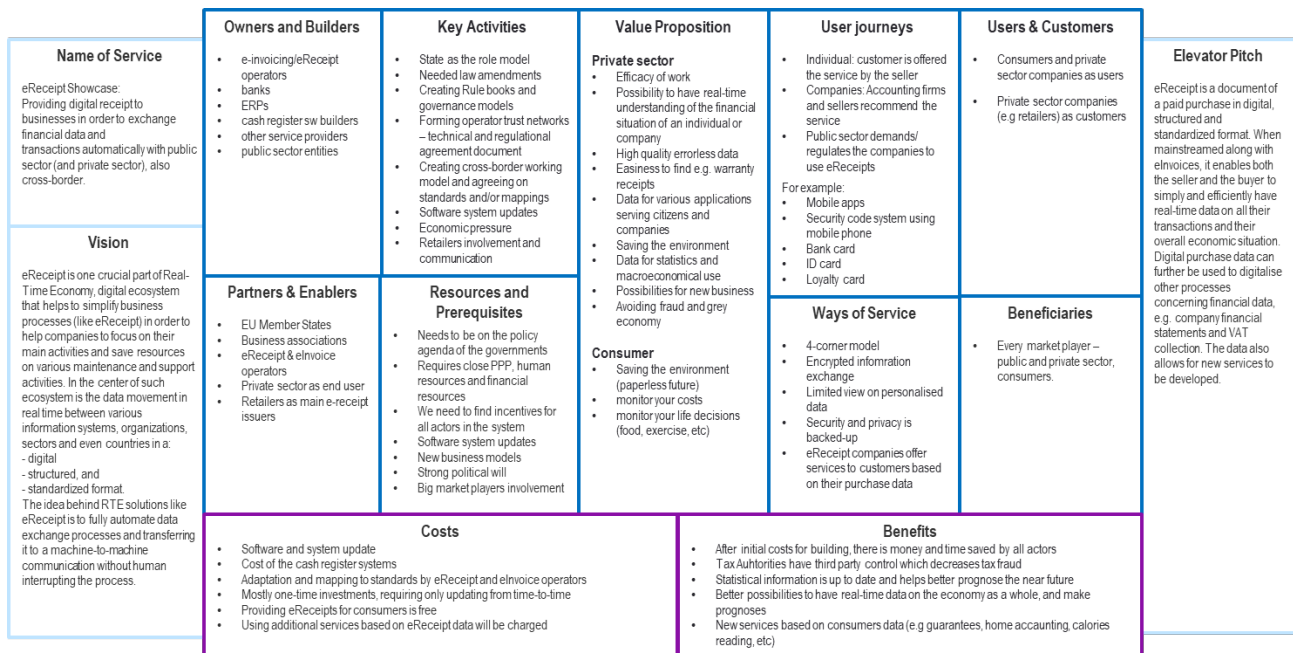 Name of Service
eReceipt Showcase:
Providing digital receipt to
businesses in order to exchange
financial data and
transactions automatically with public
sector (and private sector), also
cross-border.
Vision
eReceipt is one crucial part of Real-
Time Economy, digital ecosystem
that helps to simplify business
processes (like eReceipt) in order to
help companies to focus on their
main activities and save resources
on various maintenance and support
activities. In the center of such
ecosystem is the data movement in
real time between various
information systems, organizations,
sectors and even countries in a:
- digital
- structured, and
- standardized format.
The idea behind RTE solutions like
eReceipt is to fully automate data
exchange processes and transferring
it to a machine-to-machine
communication without human
interrupting the process.
Owners and Builders
• e-invoicing/eReceipt
operators
• banks
• ERPs
• cash register sw builders
• other service providers
• public sector entities
Partners & Enablers
• EU Member States
• Business associations
• eReceipt & eInvoice
operators
• Private sector as end user
• Retailers as main e-receipt
issuers
Key Activities
• State as the role model
• Needed law amendments
• Creating Rule books and
governance models
• Forming operator trust networks
– technical and regulational
agreement document
• Creating cross-border working
model and agreeing on
standards and/or mappings
• Software system updates
• Economic pressure
• Retailers involvement and
communication
Resources and
Prerequisites
• Needs to be on the policy
agenda of the governments
• Requires close PPP, human
resources and financial
resources
• We need to find incentives for
all actors in the system
• Software system updates
• New business models
• Strong political will
• Big market players involvement
Value Proposition
Private sector
• Efficacy of work
• Possibility to have real-time
understanding of the financial
situation of an individual or
company
• High quality errorless data
• Easiness to find e.g. warranty
receipts
• Data for various applications
serving citizens and
companies
• Saving the environment
• Data for statistics and
macroeconomical use
• Possibilities for new business
• Avoiding fraud and grey
economy
Consumer
• Saving the environment
(paperless future)
• monitor your costs
• monitor your life decisions
(food, exercise, etc)
User journeys
• Individual: customer is offered
the service by the seller
• Companies: Accounting firms
and sellers recommend the
service
• Public sector demands/
regulates the companies to
use eReceipts
For example:
• Mobile apps
• Security code system using
mobile phone
• Bank card
• ID card
• Loyalty card
Ways of Service
• 4-corner model
• Encrypted infomration
exchange
• Limited view on personalised
data
• Security and privacy is
backed-up
• eReceipt companies offer
services to customers based
on their purchase data
Users & Customers
• Consumers and private
sector companies as users
• Private sector companies
(e.g retailers) as customers
Beneficiaries
• Every market player –
public and private sector,
consumers.
Elevator Pitch
eReceipt is a document of
a paid purchase in digital,
structured and
standardized format. When
mainstreamed along with
eInvoices, it enables both
the seller and the buyer to
simply and efficiently have
real-time data on all their
transactions and their
overall economic situation.
Digital purchase data can
further be used to digitalise
other processes
concerning financial data,
e.g. company financial
statements and VAT
collection. The data also
allows for new services to
be developed.
Costs
• Software and system update
• Cost of the cash register systems
• Adaptation and mapping to standards by eReceipt and eInvoice operators
• Mostly one-time investments, requiring only updating from time-to-time
• Providing eReceipts for consumers is free
• Using additional services based on eReceipt data will be charged
Benefits
• After initial costs for building, there is money and time saved by all actors
• Tax Auhtorities have third party control which decreases tax fraud
• Statistical information is up to date and helps better prognose the near future
• Better possibilities to have real-time data on the economy as a whole, and make
prognoses
• New services based on consumers data (e.g guarantees, home accaunting, calories
reading, etc)